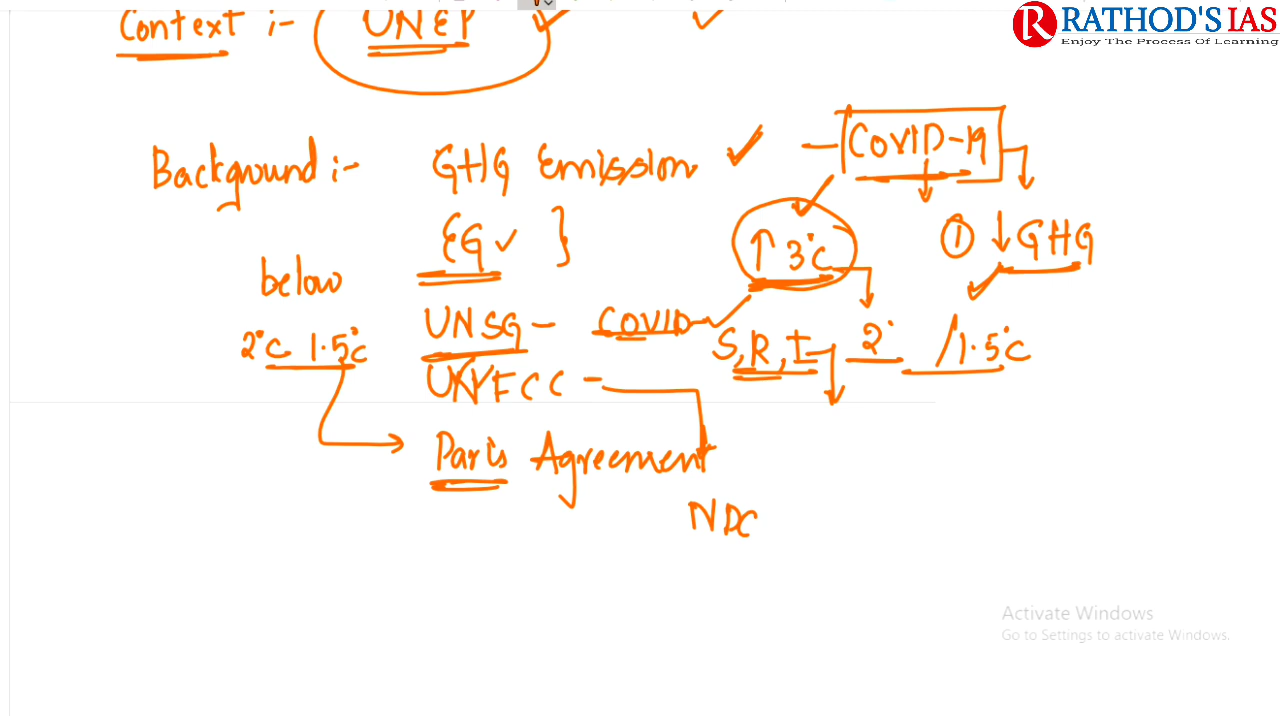 Context :- UNEP
RATHOD'S IAS
Enjoy The Process Of Learning
Background :- GHG Emission
COVID-19
EG
↑ 3°C
① ↓ GHG
below
2°C 1.5°C
UNSG - COVID
S, R, I 2° / 1.5°C
UNFCC -
Paris Agreement
NDC
Activate Windows
Go to Settings to activate Windows.